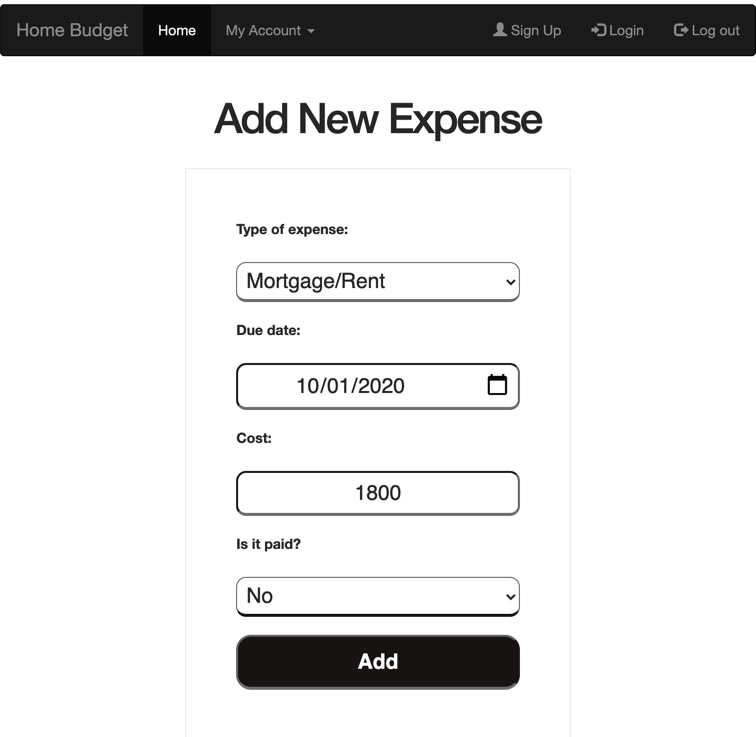 Home Budget Home My Account Sign Up Login Log out
Add New Expense
Type of expense:
Mortgage/Rent
Due date:
10/01/2020
Cost:
1800
Is it paid?
No
Add